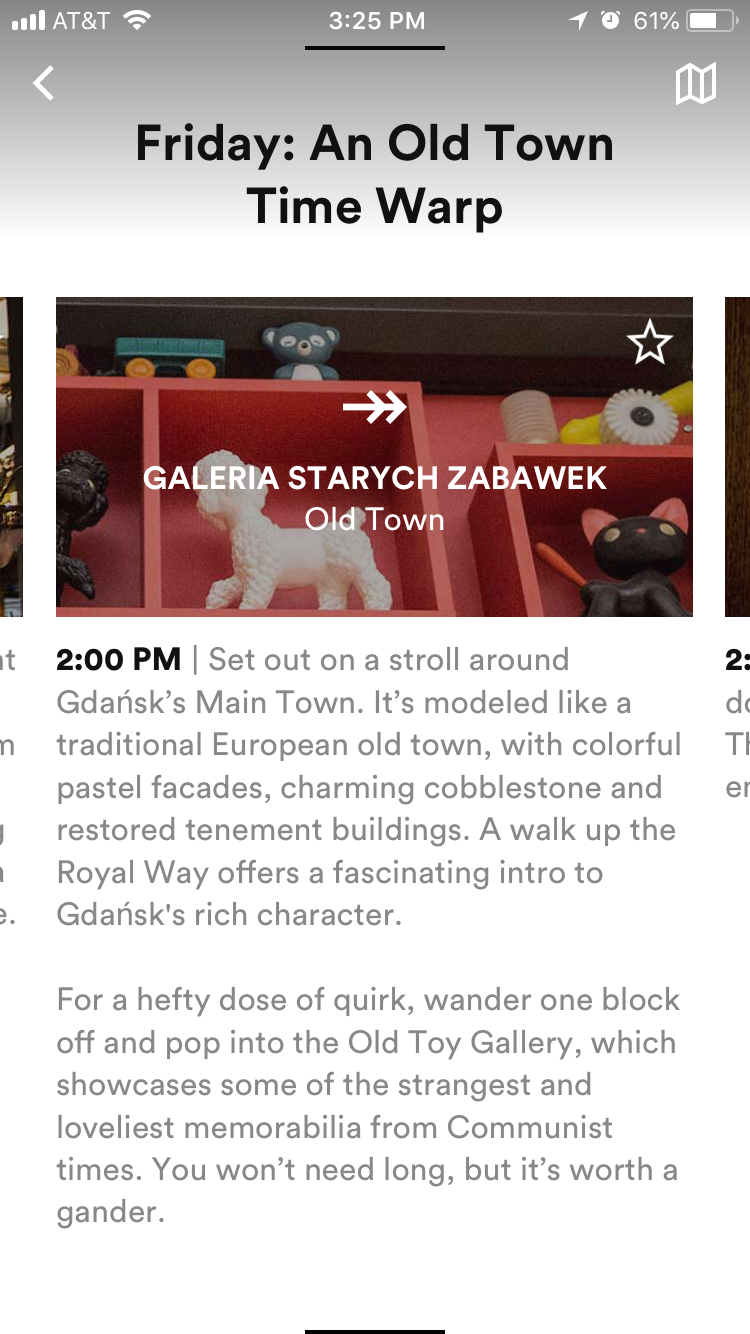 AT&T
3:25 PM
61%
Friday: An Old Town
Time Warp
GALERIA STARYCH ZABAWEK
Old Town
2:00 PM | Set out on a stroll around
Gdańsk’s Main Town. It’s modeled like a
traditional European old town, with colorful
pastel facades, charming cobblestone and
restored tenement buildings. A walk up the
Royal Way offers a fascinating intro to
Gdańsk's rich character.
For a hefty dose of quirk, wander one block
off and pop into the Old Toy Gallery, which
showcases some of the strangest and
loveliest memorabilia from Communist
times. You won’t need long, but it’s worth a
gander.